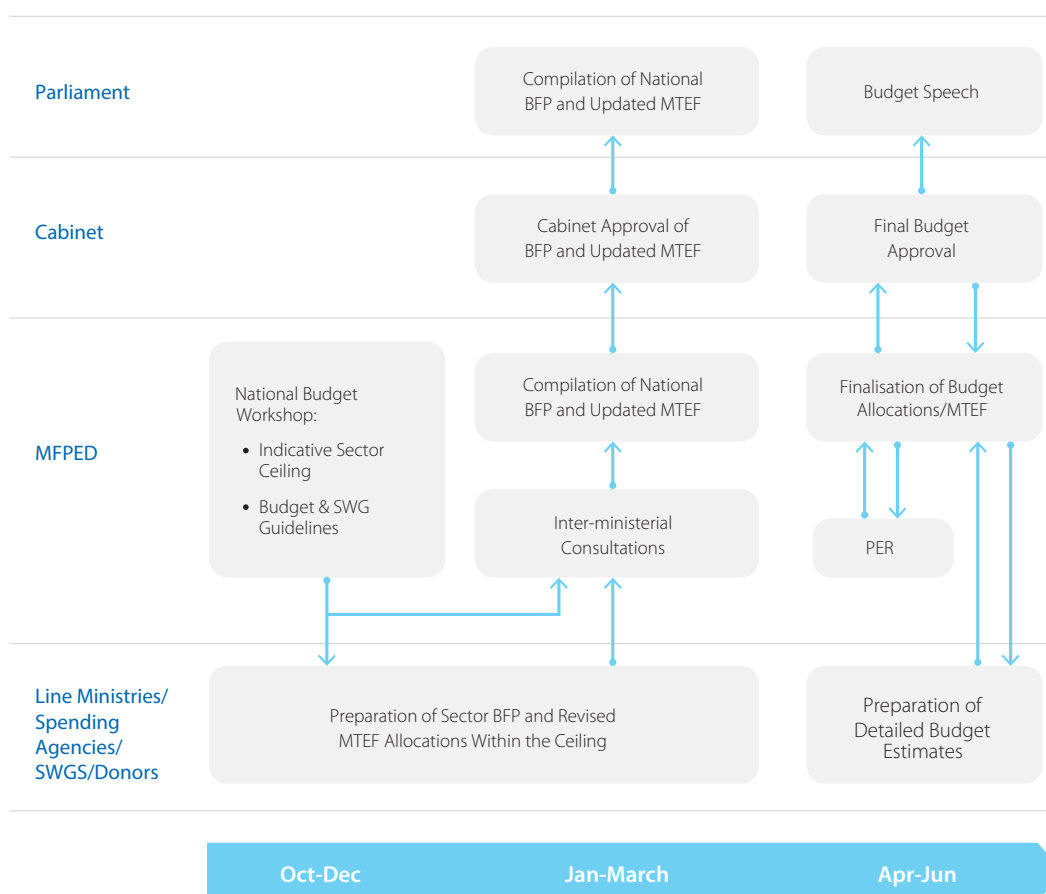 Parliament
Compilation of National
BFP and Updated MTEF
Budget Speech
Cabinet
Cabinet Approval of
BFP and Updated MTEF
Final Budget
Approval
MFPED
National Budget
Workshop:
• Indicative Sector
Ceiling
• Budget & SWG
Guidelines
Compilation of National
BFP and Updated MTEF
Inter-ministerial
Consultations
Finalisation of Budget
Allocations/MTEF
PER
Line Ministries/
Spending
Agencies/
SWGS/Donors
Preparation of Sector BFP and Revised
MTEF Allocations Within the Ceiling
Preparation of
Detailed Budget
Estimates
Oct-Dec
Jan-March
Apr-Jun